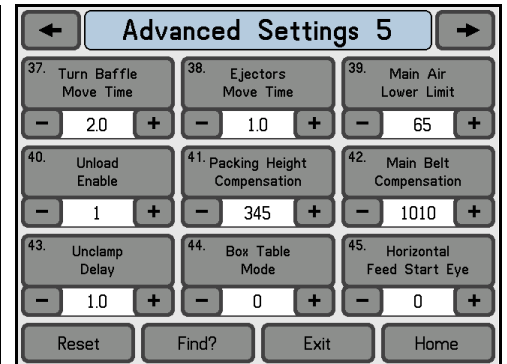 Advanced Settings 5
37. Turn Baffle
Move Time
- 2.0 +
38. Ejectors
Move Time
- 1.0 +
39. Main Air
Lower Limit
- 65 +
40. Unload
Enable
- 1 +
41. Packing Height
Compensation
- 345 +
42. Main Belt
Compensation
- 1010 +
43. Unclamp
Delay
- 1.0 +
44. Box Table
Mode
- 0 +
45. Horizontal
Feed Start Eye
- 0 +
Reset
Find?
Exit
Home